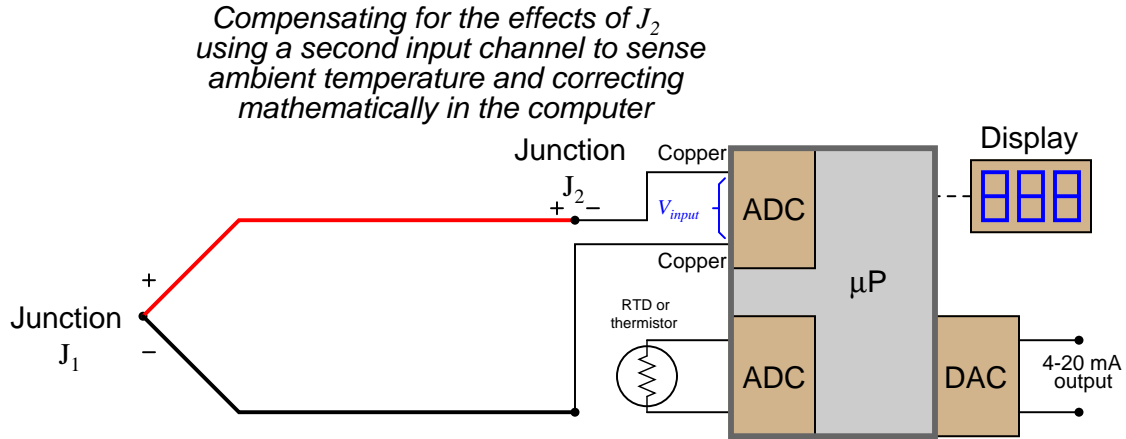 Compensating for the effects of J2
using a second input channel to sense
ambient temperature and correcting
mathematically in the computer
Junction
J2
+ −
Copper
Vinput
Copper
ADC
µP
Display
888
+
Junction
J1
−
RTD or
thermistor
ADC
DAC
4-20 mA
output